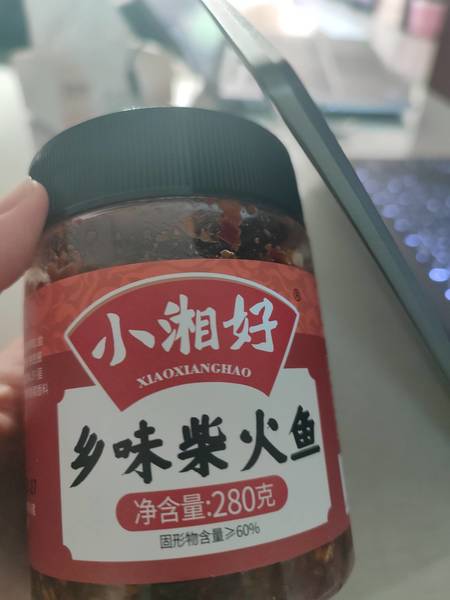 小湘好
®
XIAOXIANGHAO
乡味柴火鱼
净含量:280克
固形物含量≥60%